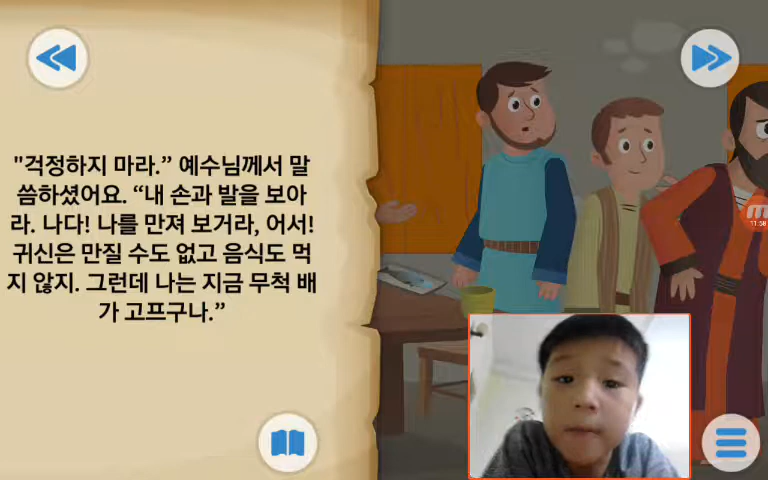 "걱정하지 마라.” 예수님께서 말
씀하셨어요. “내 손과 발을 보아
라. 나다! 나를 만져 보거라, 어서!
귀신은 만질 수도 없고 음식도 먹
지 않지. 그런데 나는 지금 무척 배
가 고프구나.”